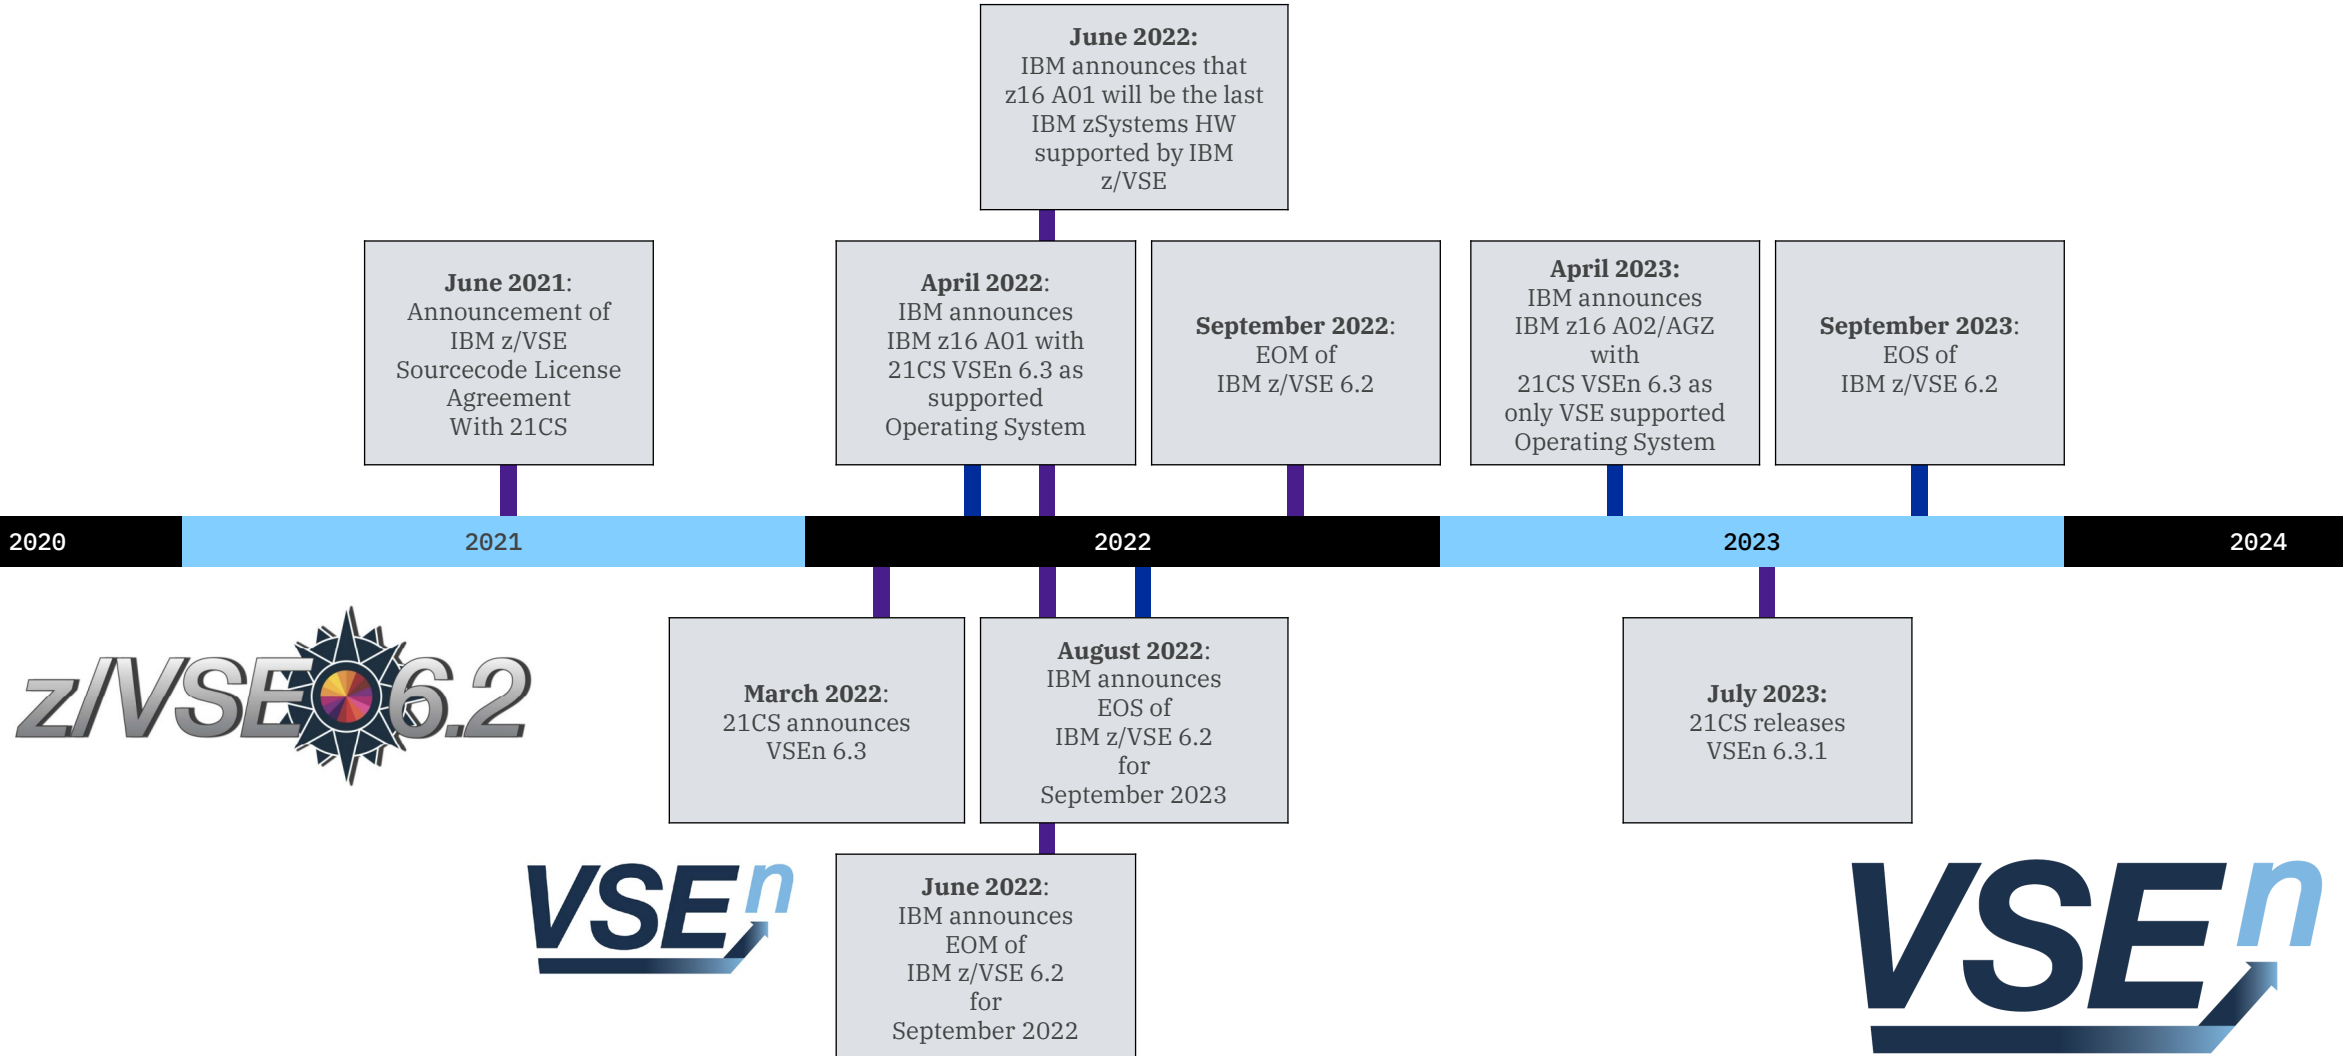 June 2022:
IBM announces that
z16 A01 will be the last
IBM zSystems HW
supported by IBM
z/VSE
June 2021:
Announcement of
IBM z/VSE
Sourcecode License
Agreement
With 21CS
April 2022:
IBM announces
IBM z16 A01 with
21CS VSEn 6.3 as
supported
Operating System
September 2022:
EOM of
IBM z/VSE 6.2
April 2023:
IBM announces
IBM z16 A02/AGZ
with
21CS VSEn 6.3 as
only VSE supported
Operating System
September 2023:
EOS of
IBM z/VSE 6.2
2020 2021 2022 2023 2024
z/VSE 6.2
March 2022:
21CS announces
VSEn 6.3
August 2022:
IBM announces
EOS of
IBM z/VSE 6.2
for
September 2023
July 2023:
21CS releases
VSEn 6.3.1
VSEn
June 2022:
IBM announces
EOM of
IBM z/VSE 6.2
for
September 2022
VSEn